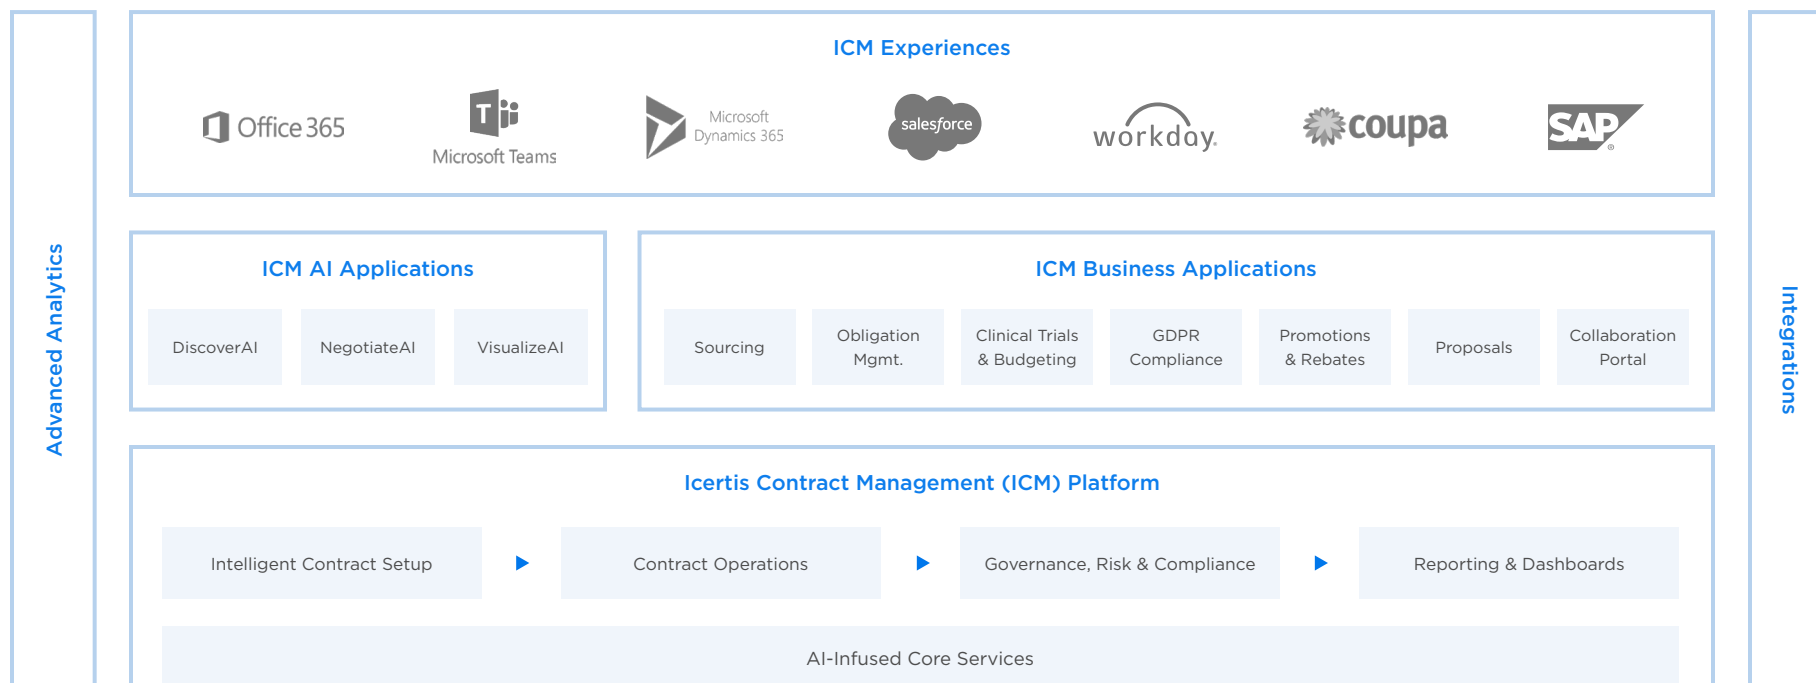 ICM Experiences
Office 365
T
Microsoft Teams
Microsoft
Dynamics 365
salesforce
workday.
coupa
SAP
®
Advanced Analytics
ICM AI Applications
DiscoverAI
NegotiateAI
VisualizeAI
ICM Business Applications
Sourcing
Obligation
Mgmt.
Clinical Trials
& Budgeting
GDPR
Compliance
Promotions
& Rebates
Proposals
Collaboration
Portal
Integrations
Icertis Contract Management (ICM) Platform
Intelligent Contract Setup
Contract Operations
Governance, Risk & Compliance
Reporting & Dashboards
AI-Infused Core Services